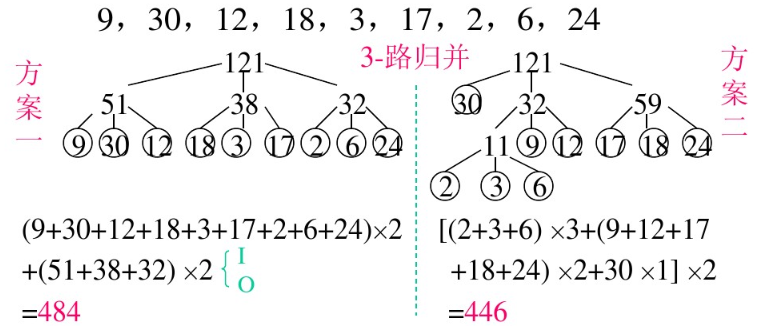 9，30，12，18，3，17，2，6，24
3-路归并
方案一
121
51 38 32
9 30 12 18 3 17 2 6 24
(9+30+12+18+3+17+2+6+24)×2
+(51+38+32) ×2 { I
O
=484
方案二
121
30 32 59
11 9 12 17 18 24
2 3 6
[(2+3+6) ×3+(9+12+17
+18+24) ×2+30 ×1] ×2
=446